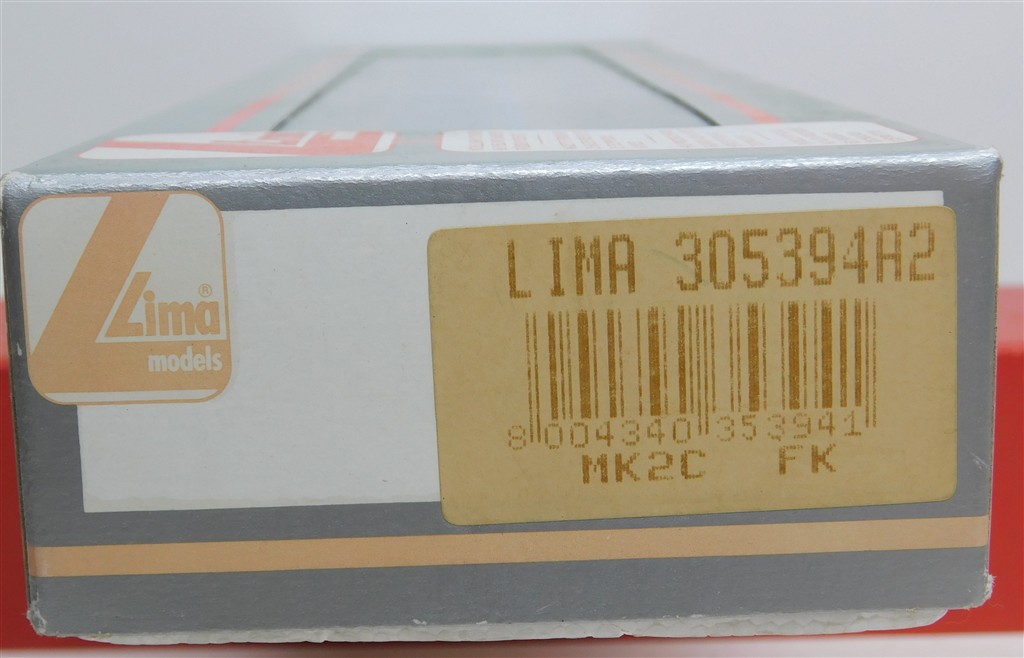 Lima®
models
LIMA 305394A2
8 004340 353941
MK2C FK